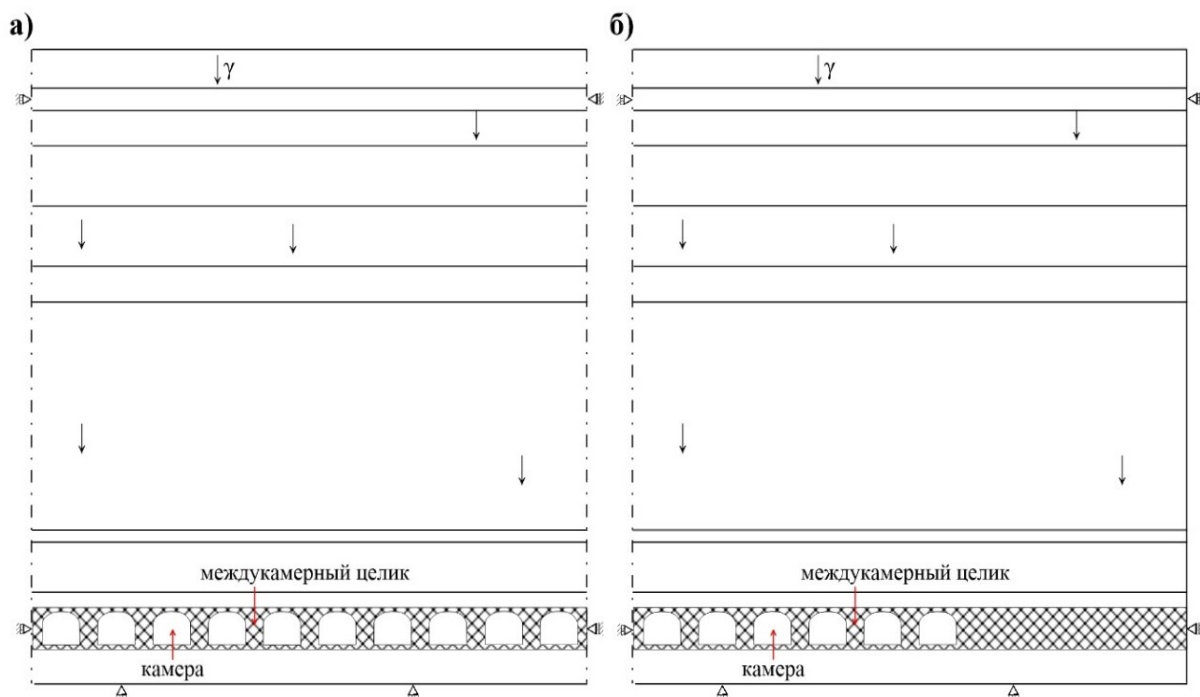 а)
γ
междукамерный целик
камера
б)
γ
междукамерный целик
камера